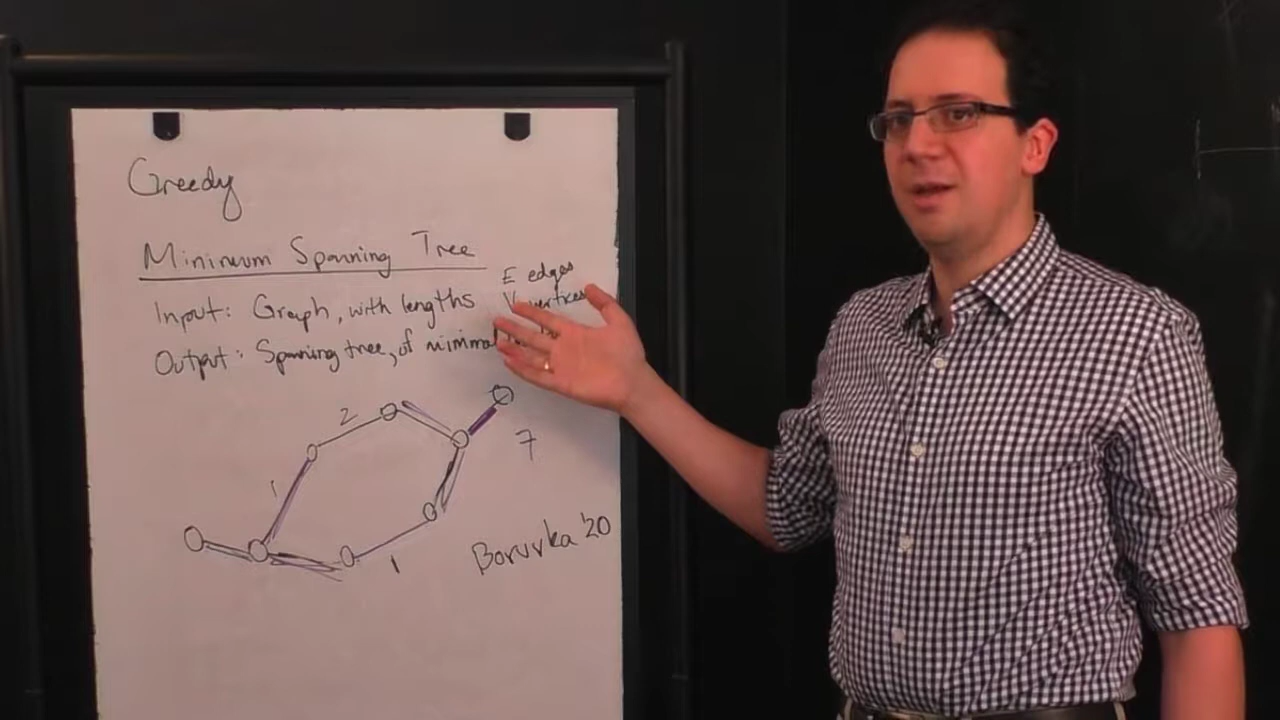 Greedy
Minimum Spanning Tree
E edges
Input: Graph, with lengths V vertices
Output: Spanning tree, of minimal
2
7
1
1
Boruvka '20